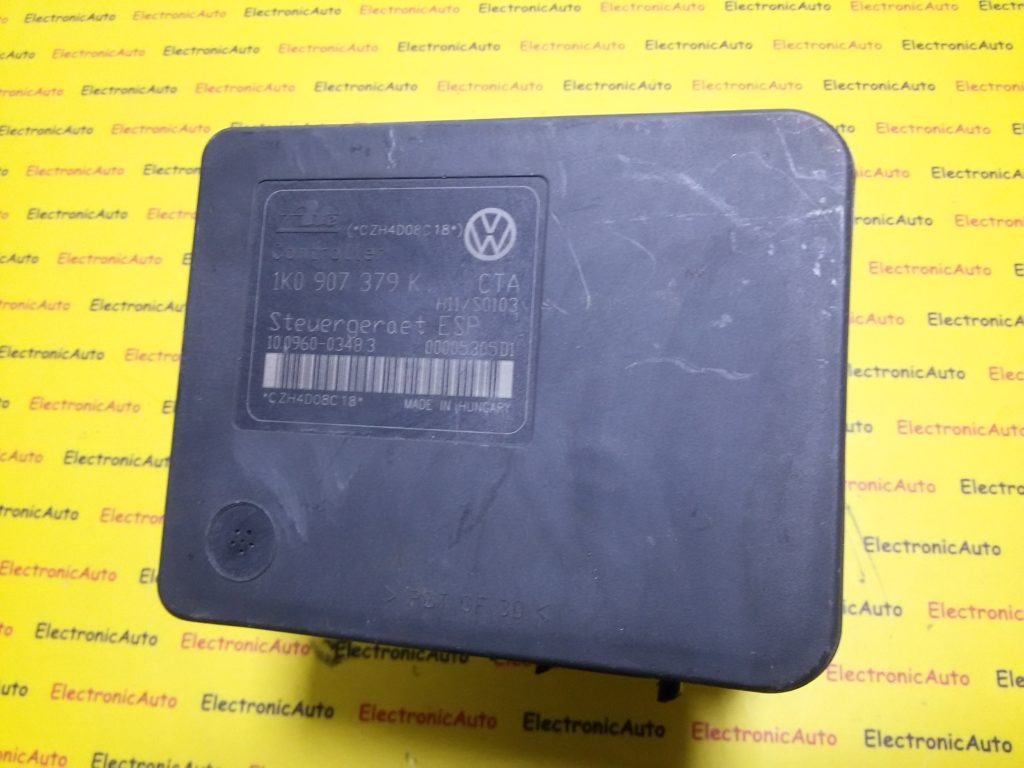 Ate (*CZH4D08C18*)
Controller
1K0 907 379 K CTA
H11/S0103
Steuergeraet ESP
10.0960-0348.3 00005305D1
*CZH4D08C18* MADE IN HUNGARY
ElectronicAuto